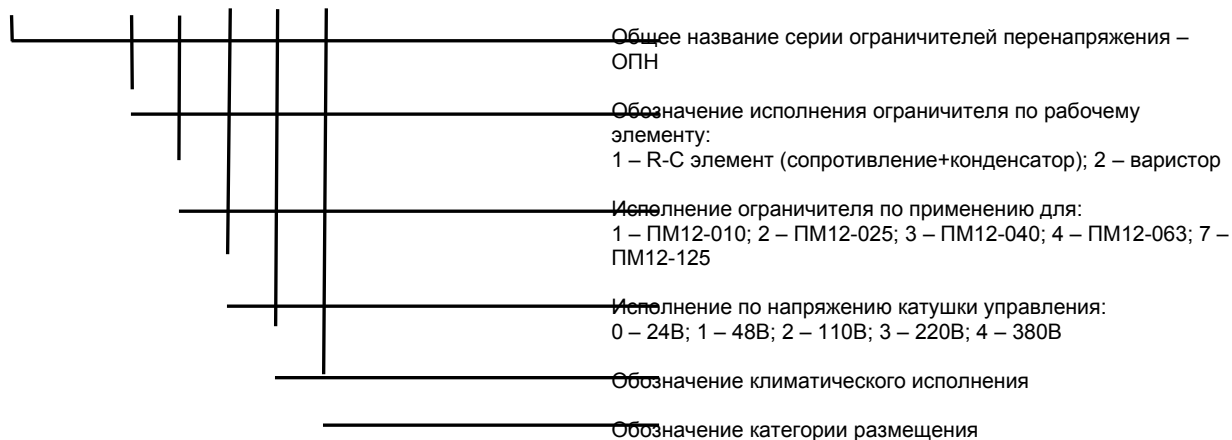 Общее название серии ограничителей перенапряжения –
ОПН
Обозначение исполнения ограничителя по рабочему
элементу:
1 – R-C элемент (сопротивление+конденсатор); 2 – варистор
Исполнение ограничителя по применению для:
1 – ПМ12-010; 2 – ПМ12-025; 3 – ПМ12-040; 4 – ПМ12-063; 7 –
ПМ12-125
Исполнение по напряжению катушки управления:
0 – 24В; 1 – 48В; 2 – 110В; 3 – 220В; 4 – 380В
Обозначение климатического исполнения
Обозначение категории размещения